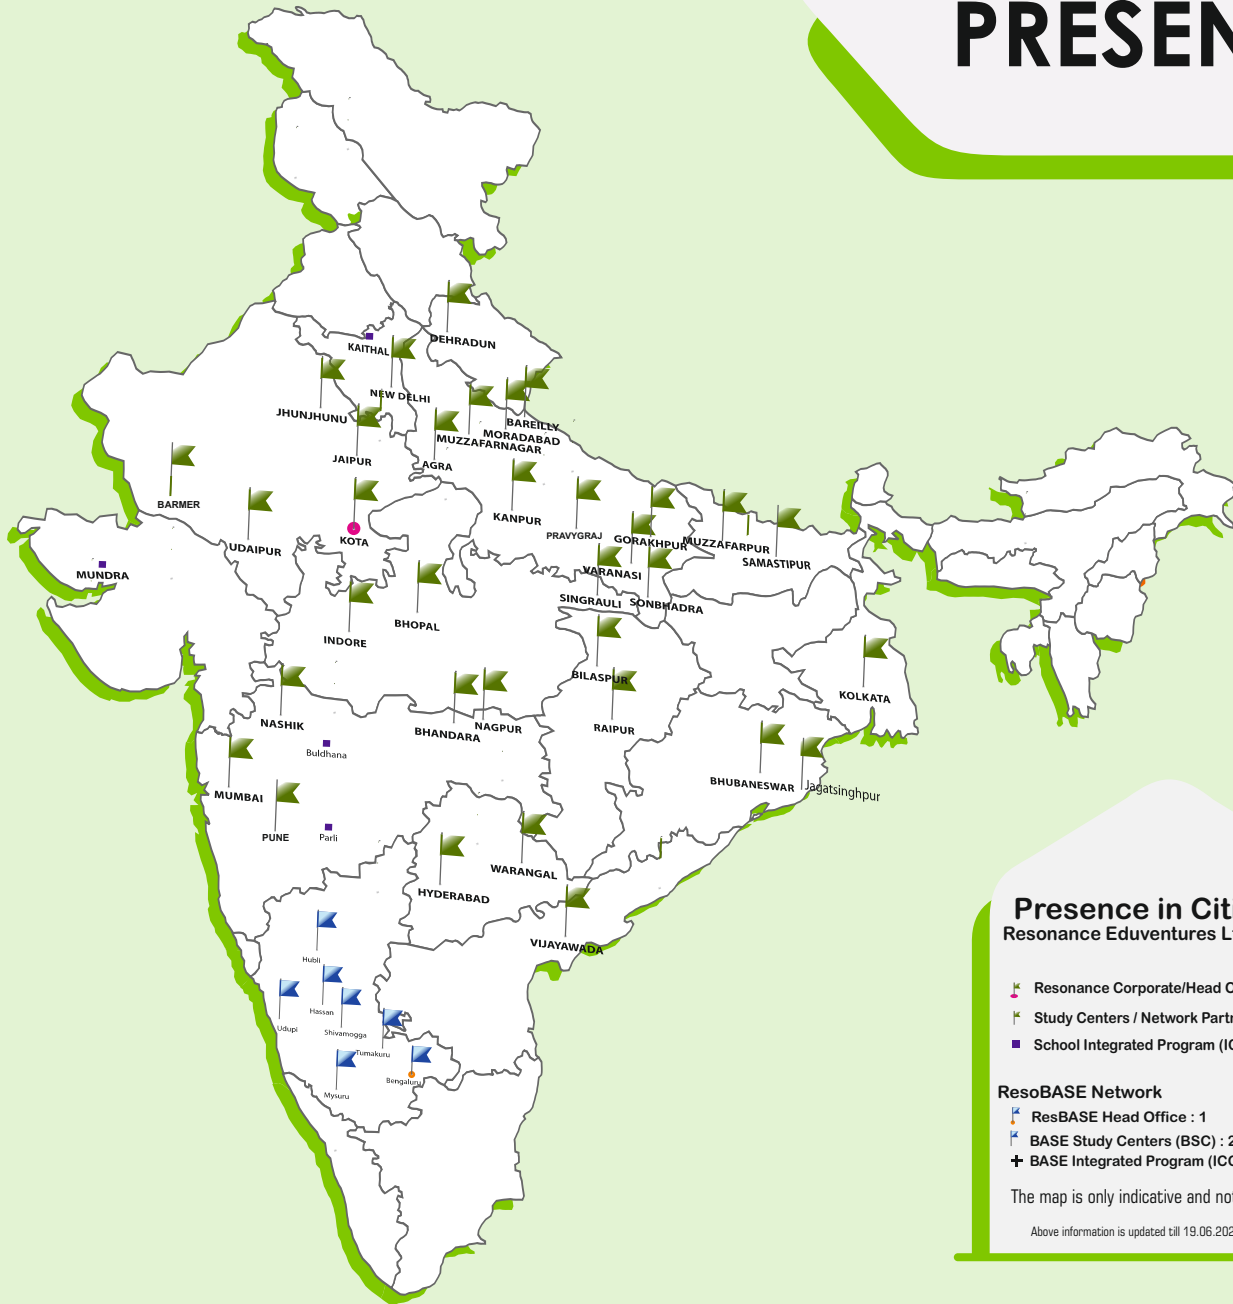 PRESEN
DEHRADUN
KAITHAL
NEW DELHI
JHUNJHUNU
BAREILLY
MORADABAD
MUZZAFARNAGAR
JAIPUR
AGRA
BARMER
KANPUR
PRAVYGRAJ
GORAKHPUR
MUZZAFARPUR
KOTA
UDAIPUR
SAMASTIPUR
MUNDRA
VARANASI
SINGRAULI
SONBHADRA
BHOPAL
INDORE
BILASPUR
KOLKATA
NASHIK
BHANDARA
NAGPUR
RAIPUR
Buldhana
BHUBANESWAR
Jagatsinghpur
MUMBAI
PUNE
Parli
WARANGAL
HYDERABAD
VIJAYAWADA
Hubli
Hassan
Udupi
Shivamogga
Tumakuru
Bengaluru
Mysuru
Presence in Citi
Resonance Eduventures L
Resonance Corporate/Head O
Study Centers / Network Partn
School Integrated Program (IC
ResoBASE Network
ResBASE Head Office : 1
BASE Study Centers (BSC) : 2
BASE Integrated Program (ICC
The map is only indicative and not
Above information is updated till 19.06.202